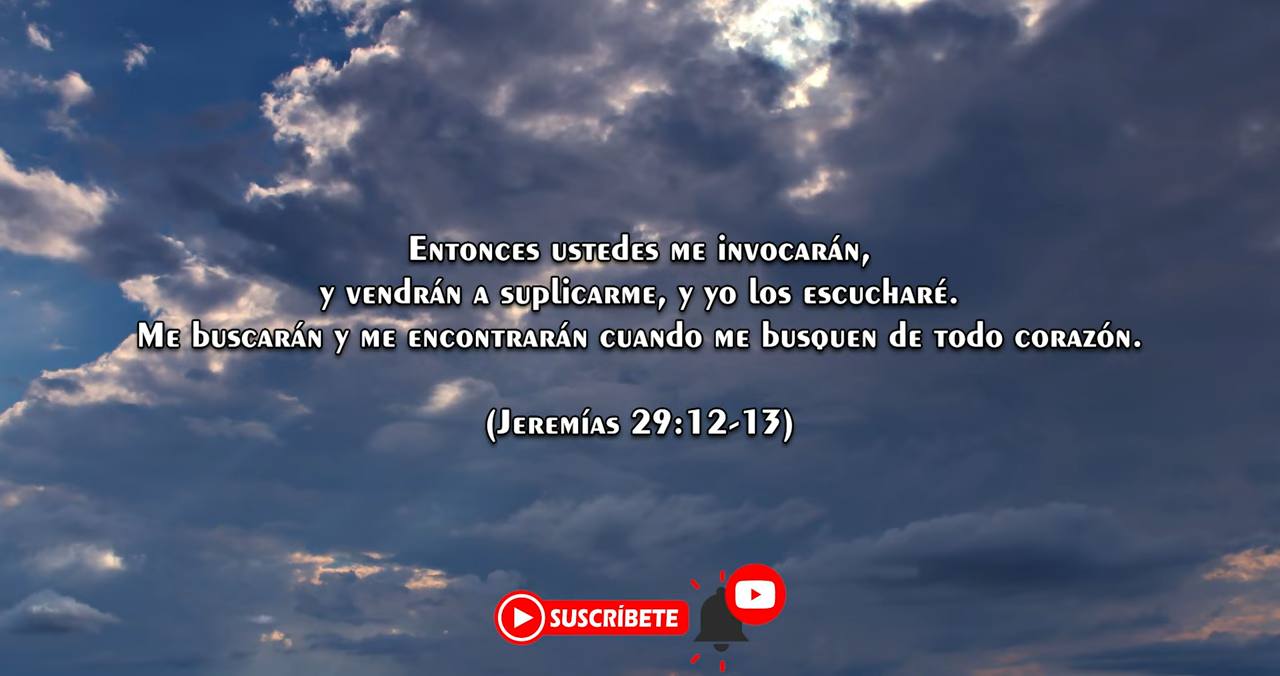 Entonces ustedes me invocarán,
y vendrán a suplicarme, y yo los escucharé.
Me buscarán y me encontrarán cuando me busquen de todo corazón.
(Jeremías 29:12-13)
SUSCRÍBETE